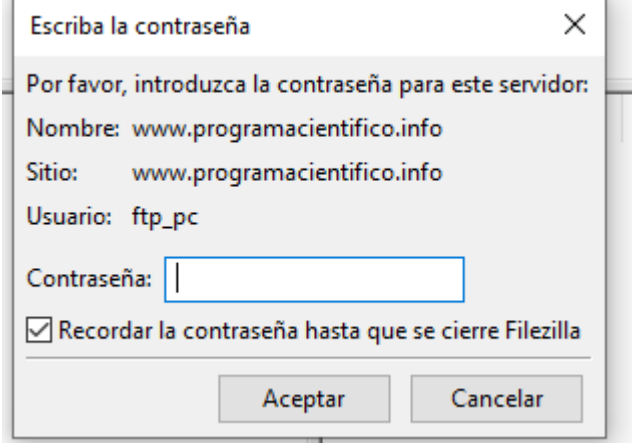 Escriba la contraseña
Por favor, introduzca la contraseña para este servidor:
Nombre: www.programacientifico.info
Sitio: www.programacientifico.info
Usuario: ftp_pc
Contraseña:
Recordar la contraseña hasta que se cierre Filezilla
Aceptar Cancelar